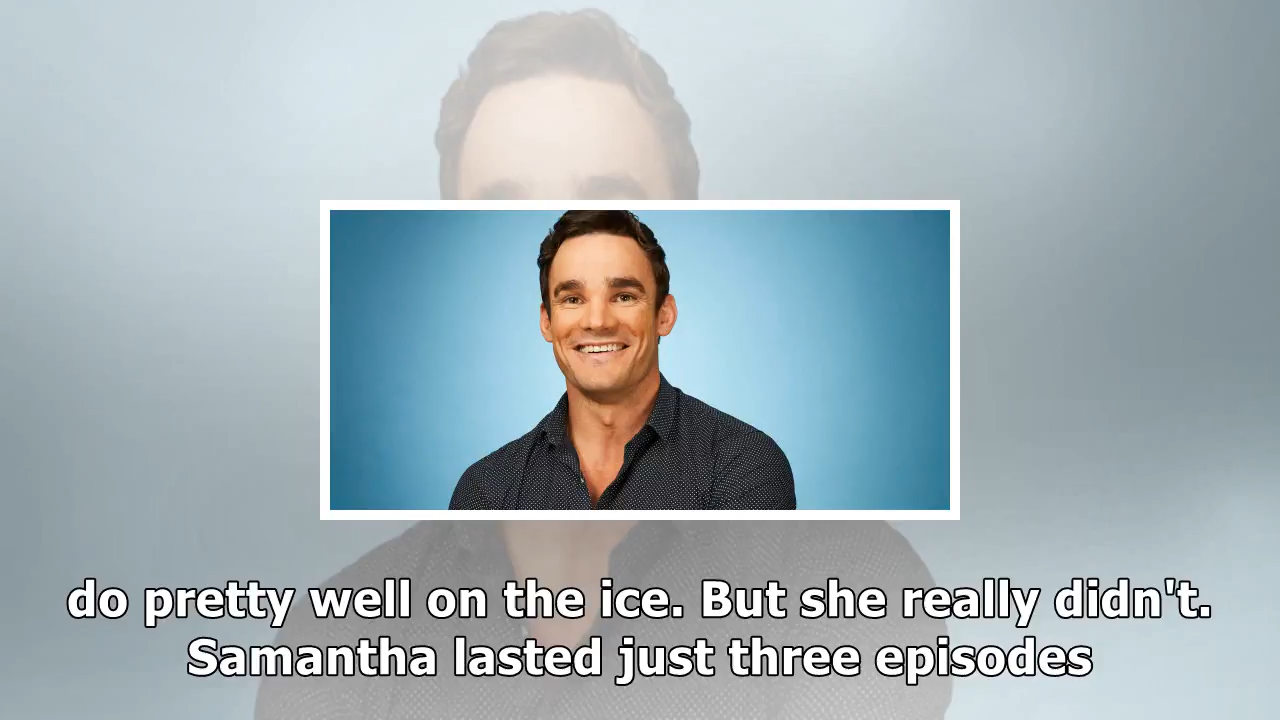 do pretty well on the ice. But she really didn't.
Samantha lasted just three episodes